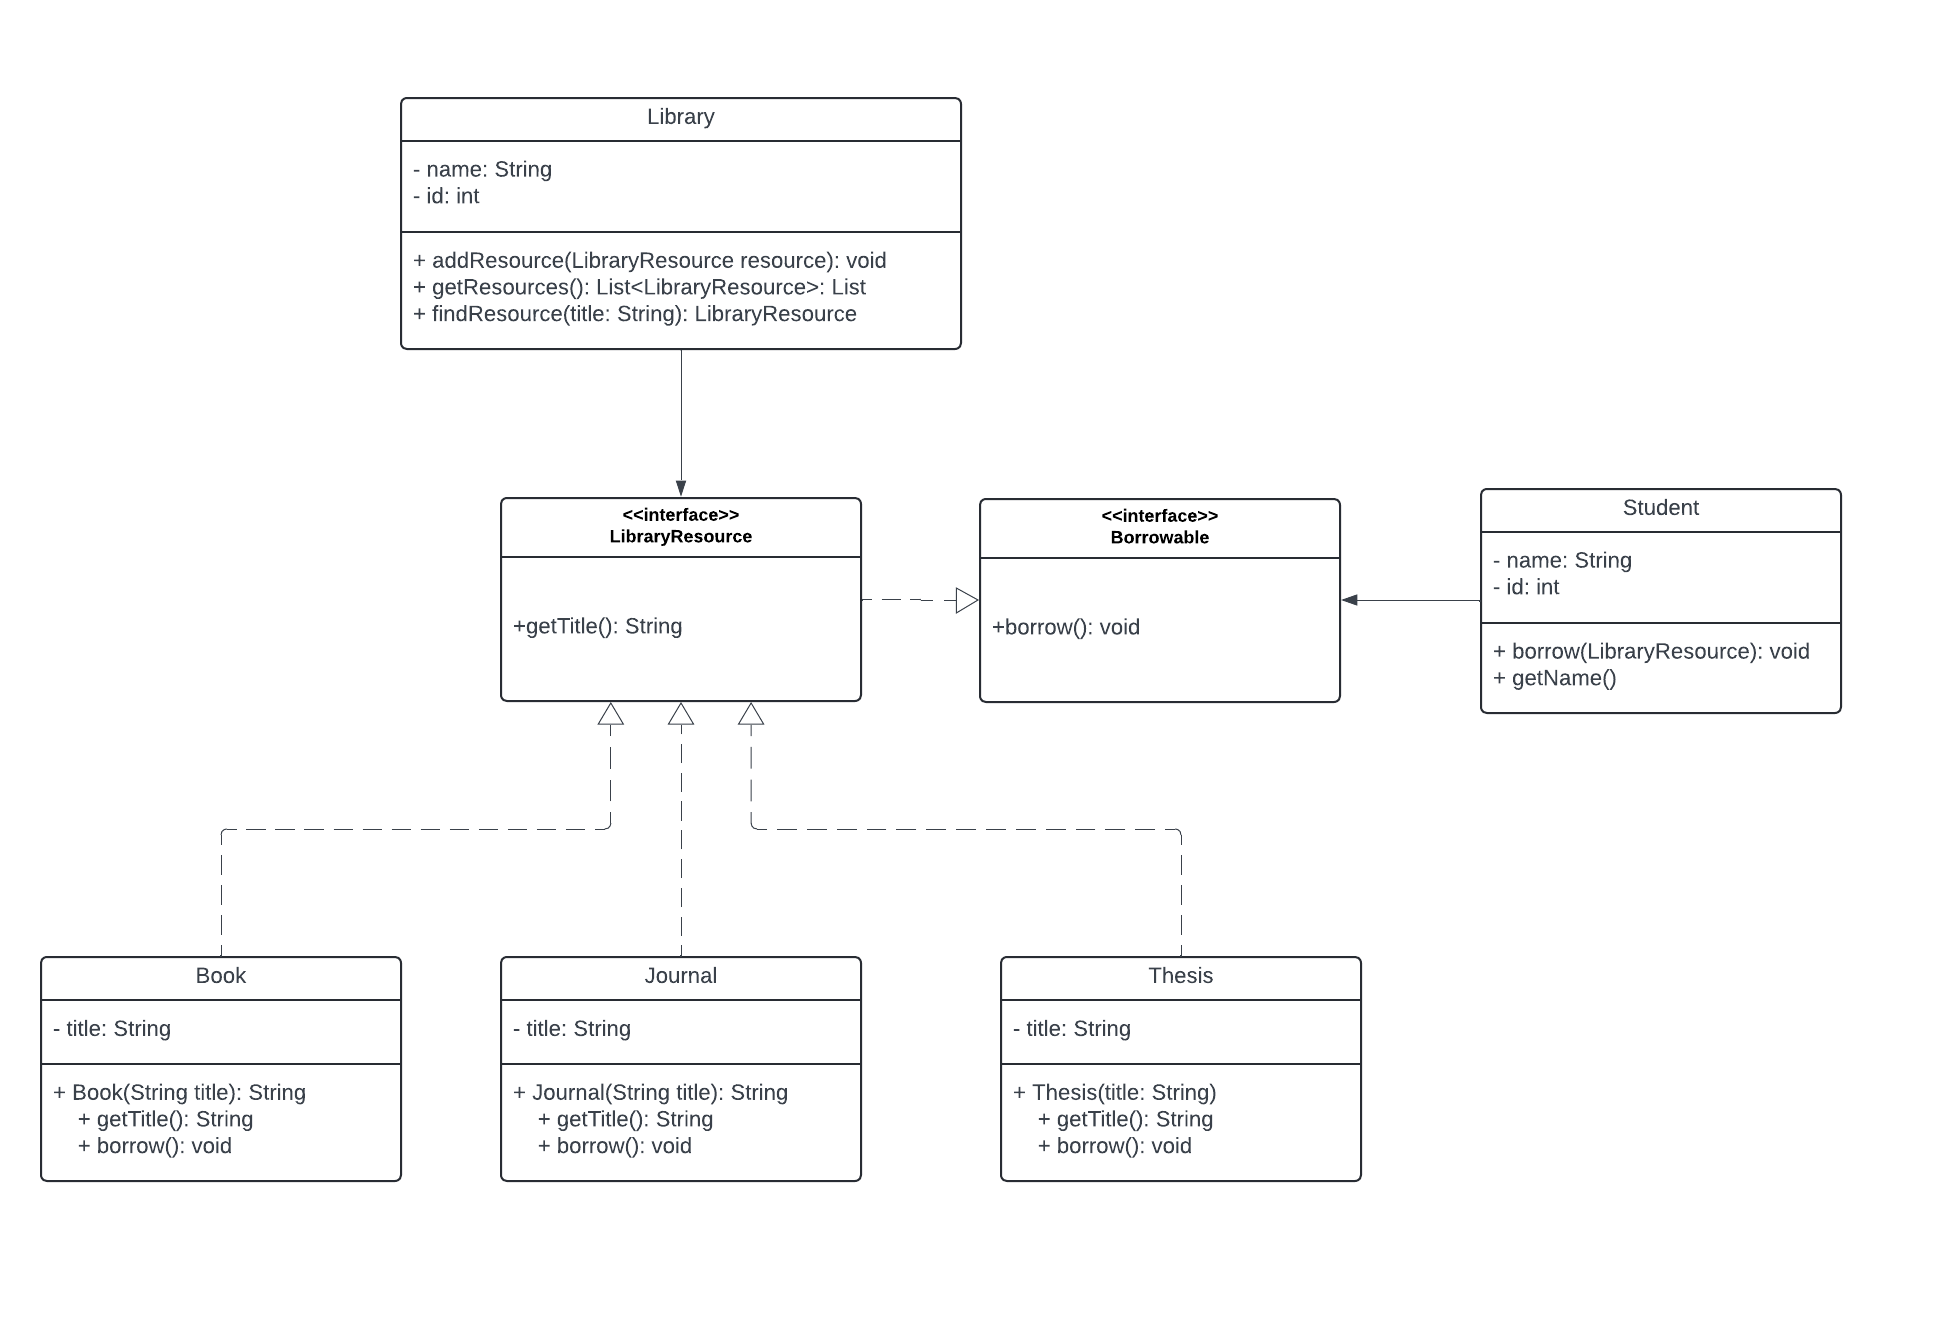 Library
- name: String
- id: int
+ addResource(LibraryResource resource): void
+ getResources(): List<LibraryResource>: List
+ findResource(title: String): LibraryResource
<<interface>>
LibraryResource
+getTitle(): String
<<interface>>
Borrowable
+borrow(): void
Student
- name: String
- id: int
+ borrow(LibraryResource): void
+ getName()
Book
- title: String
+ Book(String title): String
+ getTitle(): String
+ borrow(): void
Journal
- title: String
+ Journal(String title): String
+ getTitle(): String
+ borrow(): void
Thesis
- title: String
+ Thesis(title: String)
+ getTitle(): String
+ borrow(): void